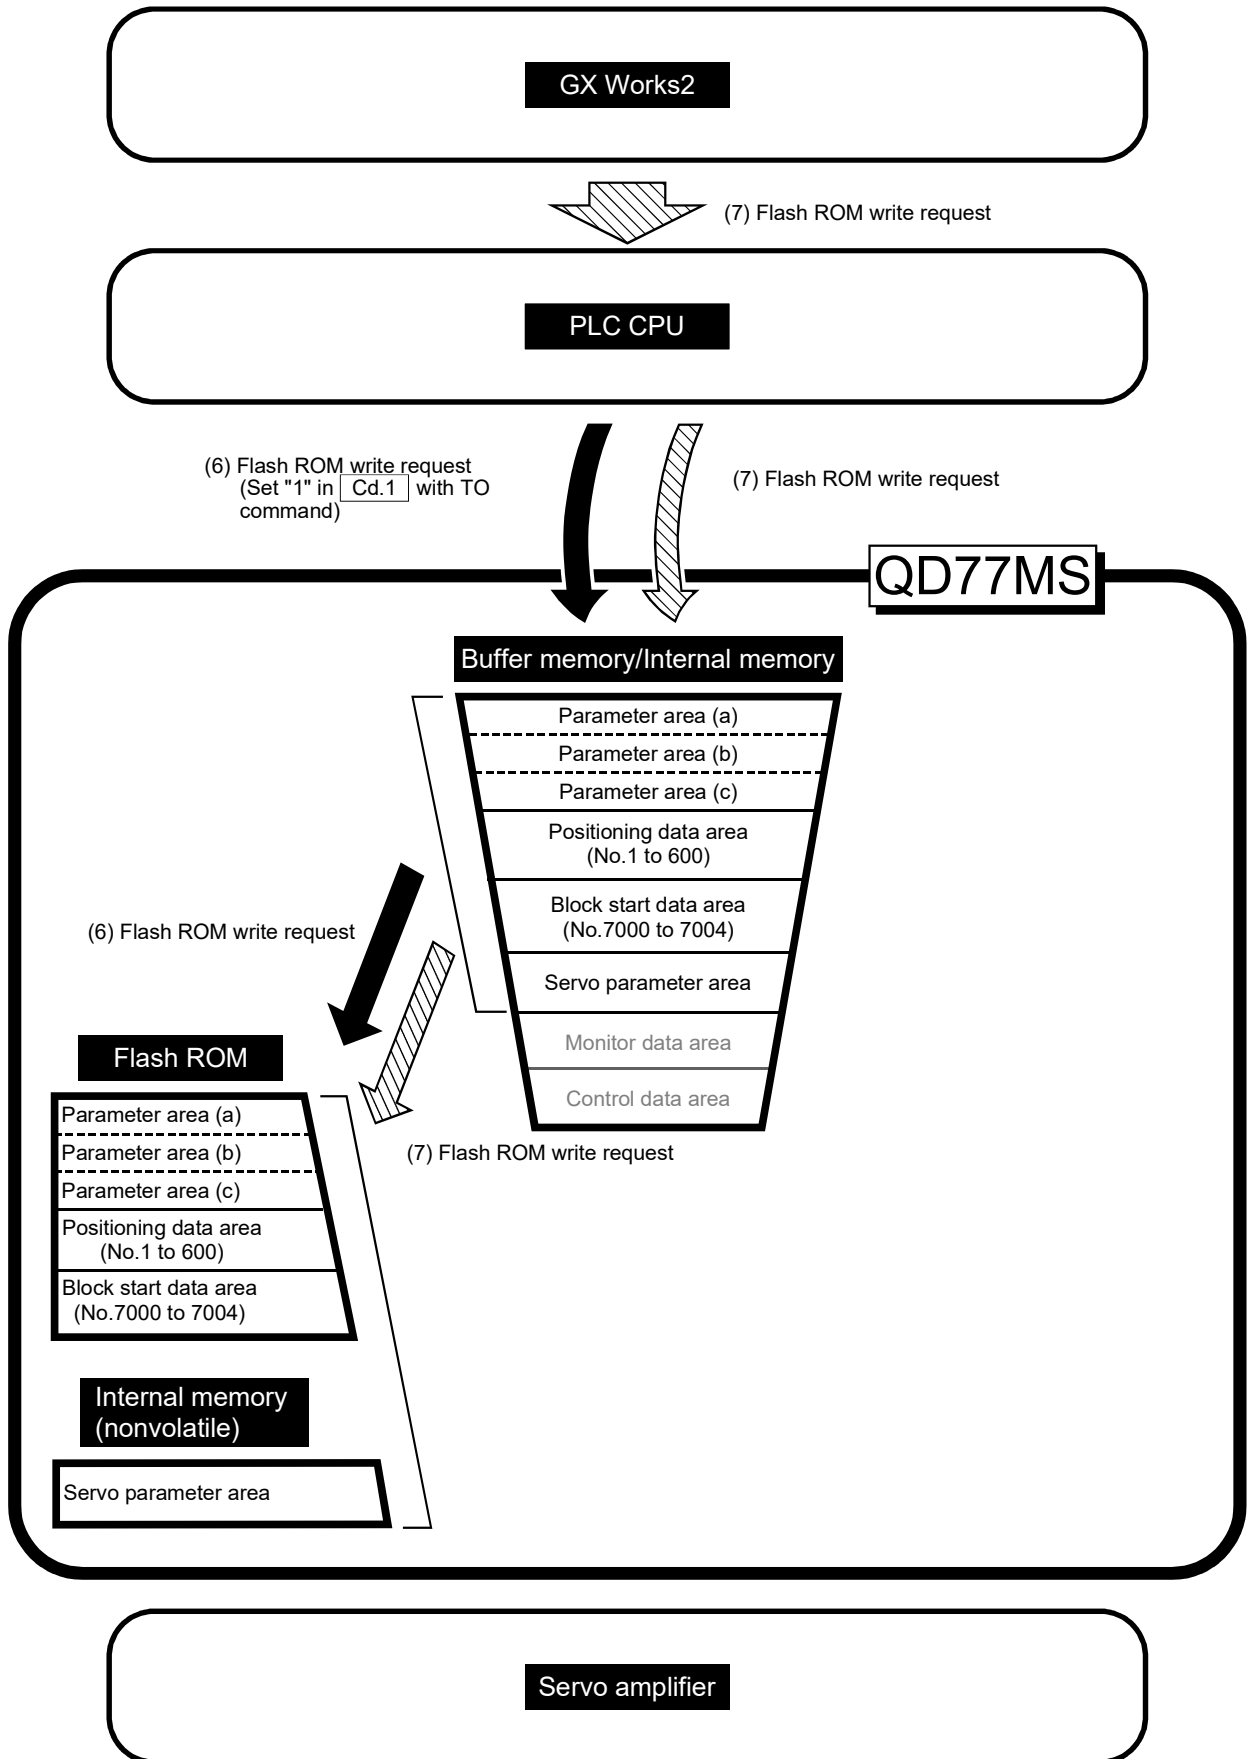 GX Works2
(7) Flash ROM write request
PLC CPU
(6) Flash ROM write request
(Set "1" in Cd.1 with TO
command)
(7) Flash ROM write request
QD77MS
Buffer memory/Internal memory
Parameter area (a)
Parameter area (b)
Parameter area (c)
Positioning data area
(No.1 to 600)
Block start data area
(No.7000 to 7004)
Servo parameter area
Monitor data area
Control data area
(6) Flash ROM write request
(7) Flash ROM write request
Flash ROM
Parameter area (a)
Parameter area (b)
Parameter area (c)
Positioning data area
(No.1 to 600)
Block start data area
(No.7000 to 7004)
Internal memory
(nonvolatile)
Servo parameter area
Servo amplifier